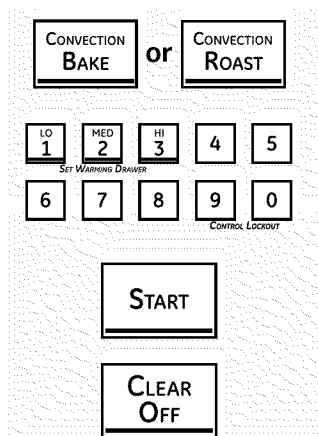 CONVECTION BAKE or CONVECTION ROAST
LO 1 MED 2 HI 3 4 5
SET WARMING DRAWER
6 7 8 9 0
CONTROL LOCKOUT
START
CLEAR
OFF